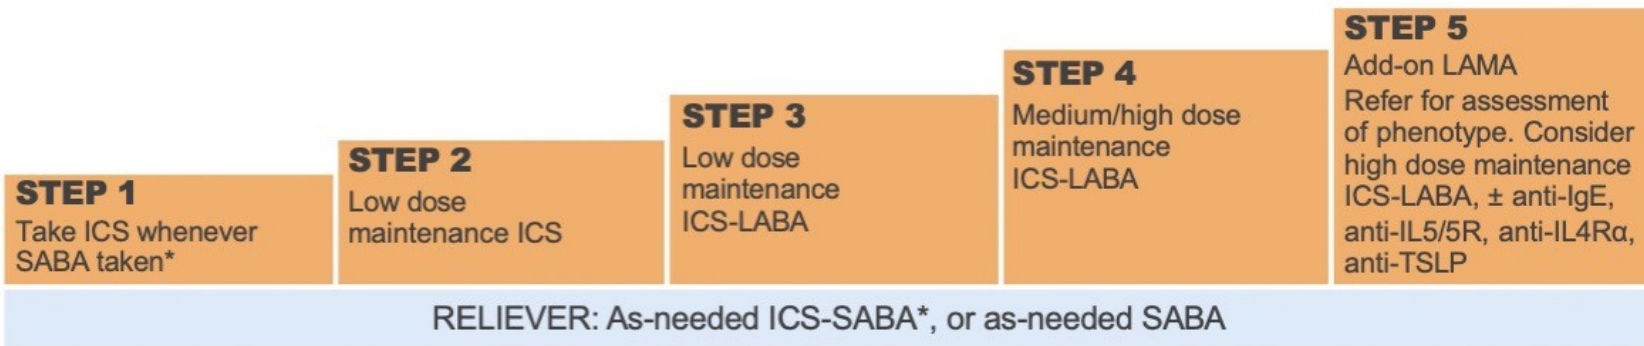 STEP 1
Take ICS whenever
SABA taken*
STEP 2
Low dose
maintenance ICS
STEP 3
Low dose
maintenance
ICS-LABA
STEP 4
Medium/high dose
maintenance
ICS-LABA
STEP 5
Add-on LAMA
Refer for assessment
of phenotype. Consider
high dose maintenance
ICS-LABA, ± anti-IgE,
anti-IL5/5R, anti-IL4Rα,
anti-TSLP
RELIEVER: As-needed ICS-SABA*, or as-needed SABA